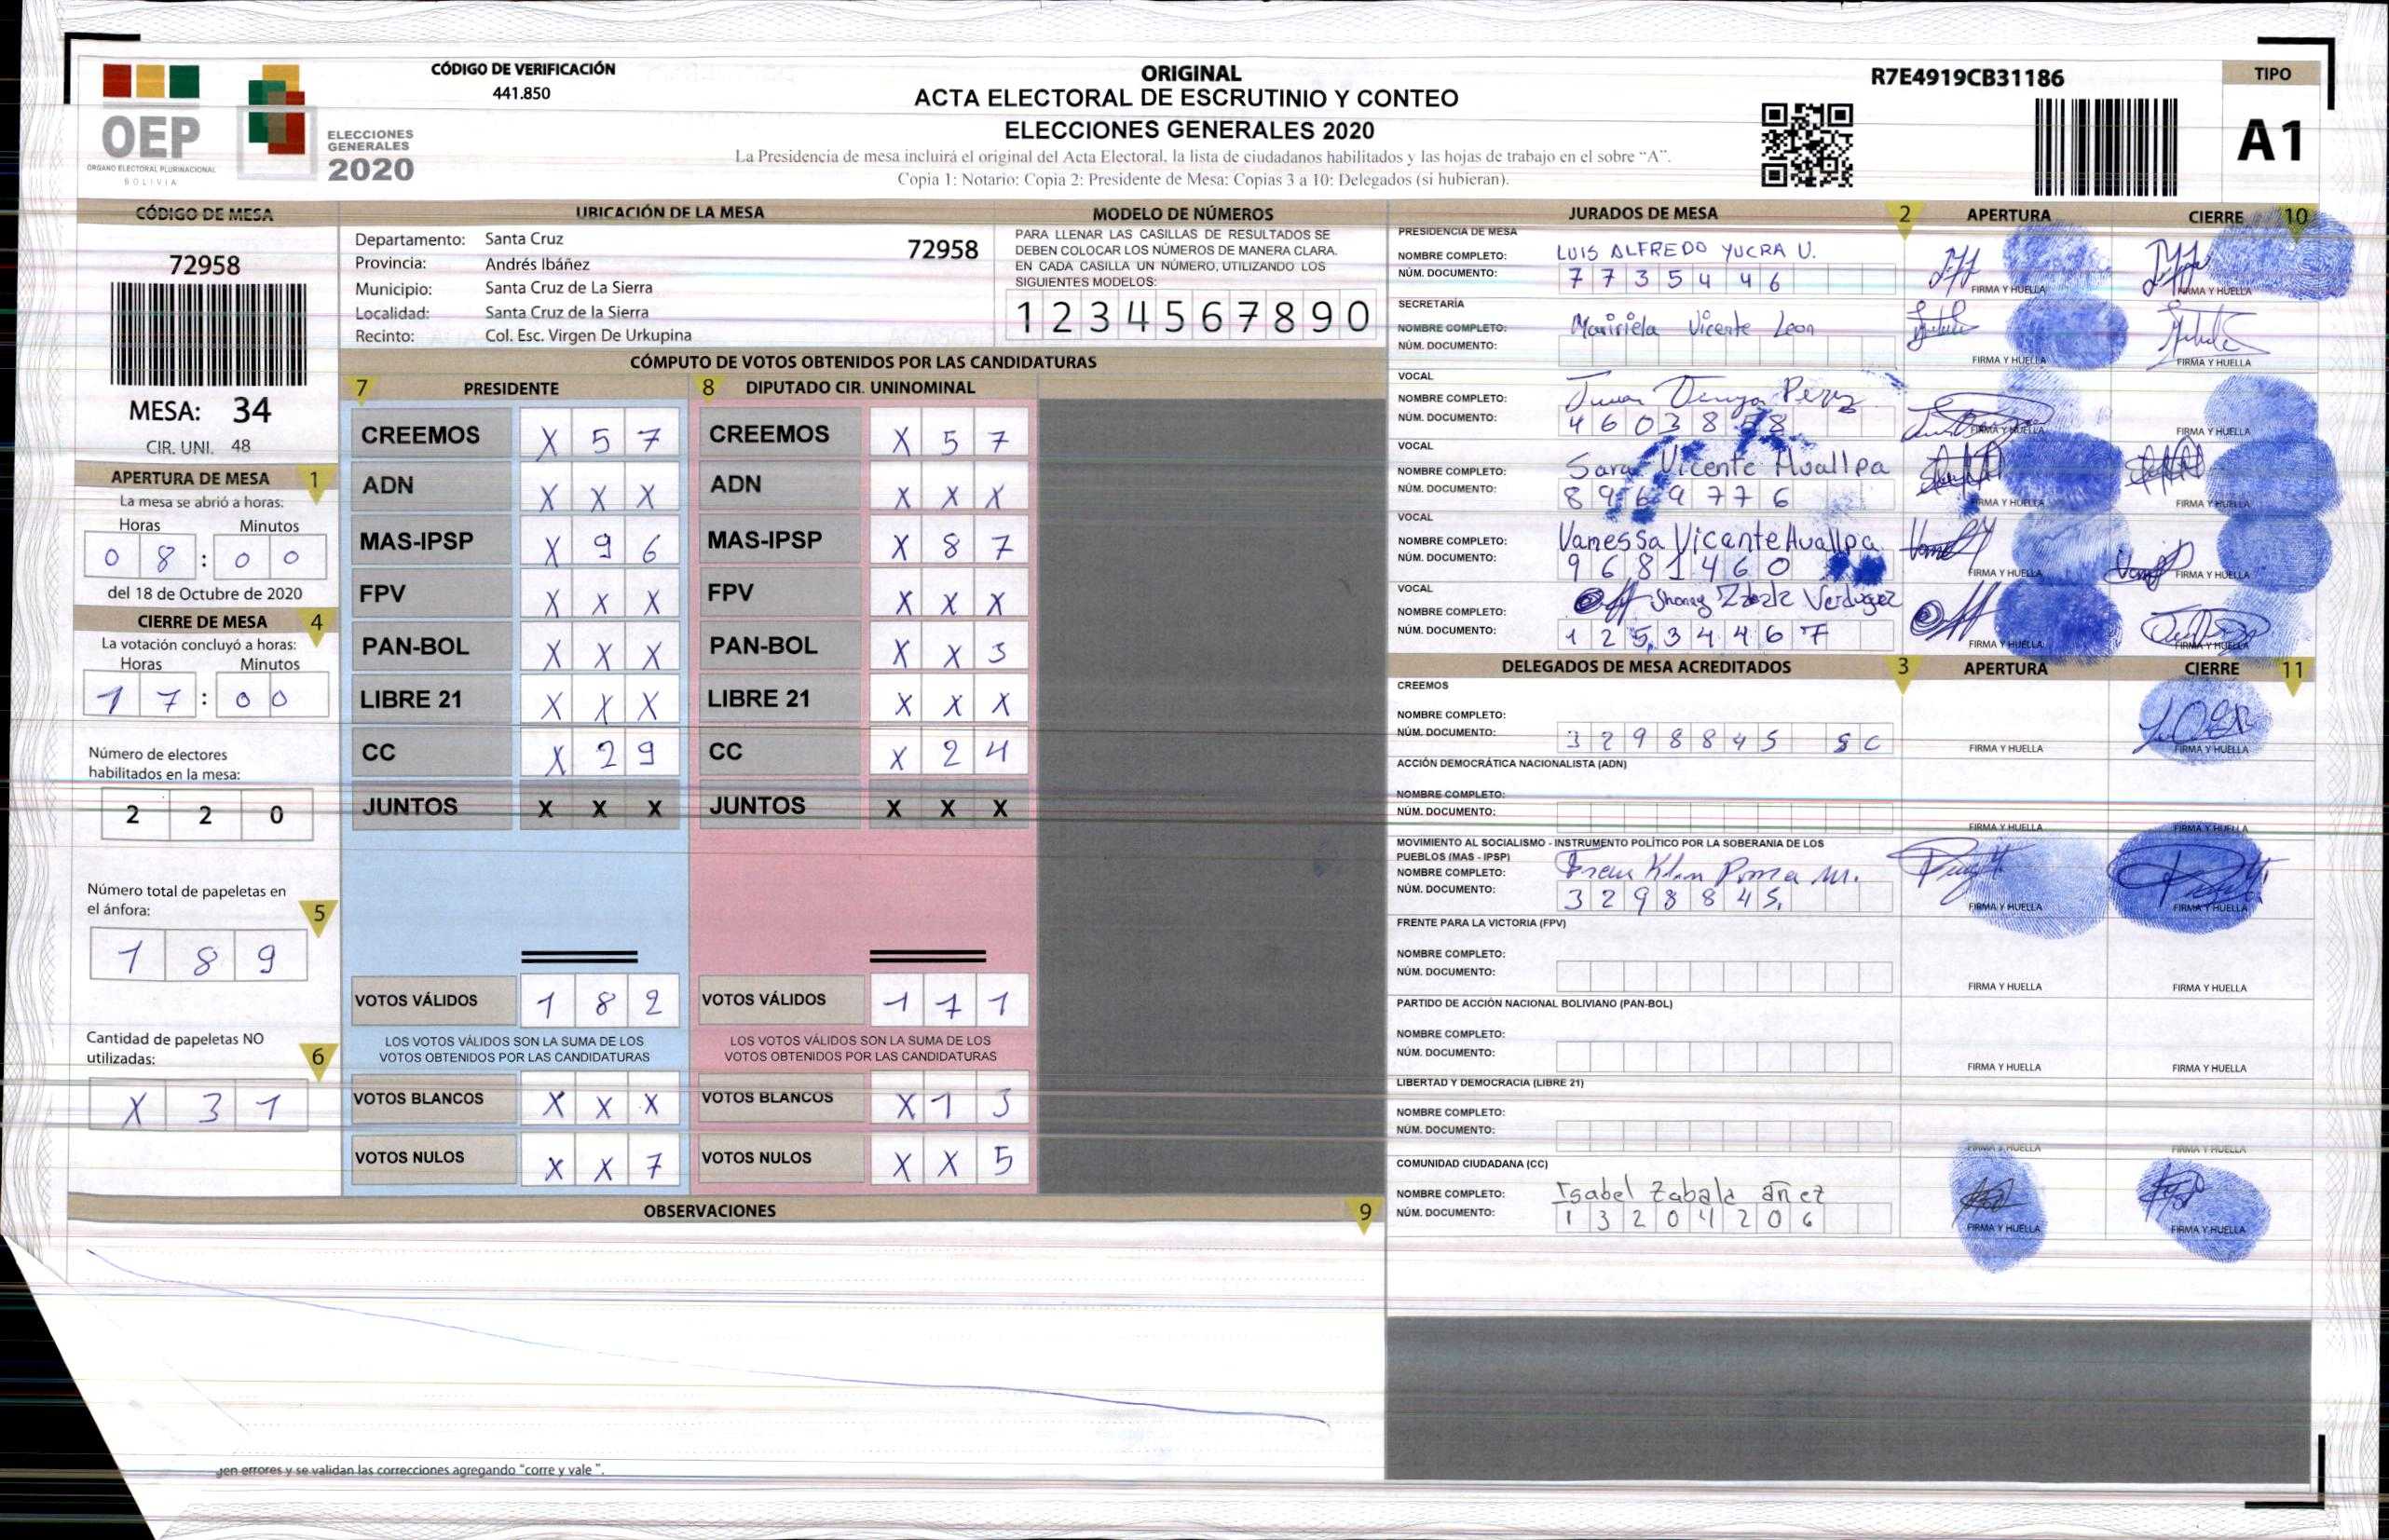 CÓDIGO DE VERIFICACIÓN
441.850
ORIGINAL
ACTA ELECTORAL DE ESCRUTINIO Y CONTEO
ELECCIONES GENERALES 2020
La Presidencia de mesa incluirá el original del Acta Electoral, la lista de ciudadanos habilitados y las hojas de trabajo en el sobre “A”.
Copia 1: Notario: Copia 2: Presidente de Mesa: Copias 3 a 10: Delegados (si hubieran).
R7E4919CB31186
TIPO
A1
OEP
ÓRGANO ELECTORAL PLURINACIONAL
BOLIVIA
ELECCIONES
GENERALES
2020
CÓDIGO DE MESA
72958
MESA: 34
CIR. UNI. 48
APERTURA DE MESA 1
La mesa se abrió a horas:
Horas Minutos
0 8 : 0 0
del 18 de Octubre de 2020
CIERRE DE MESA 4
La votación concluyó a horas:
Horas Minutos
1 7 : 0 0
Número de electores
habilitados en la mesa:
2 2 0
Número total de papeletas en
el ánfora: 5
1 8 9
Cantidad de papeletas NO
utilizadas: 6
X 3 1
UBICACIÓN DE LA MESA
Departamento: Santa Cruz 72958
Provincia: Andrés Ibáñez
Municipio: Santa Cruz de La Sierra
Localidad: Santa Cruz de la Sierra
Recinto: Col. Esc. Virgen De Urkupina
MODELO DE NÚMEROS
PARA LLENAR LAS CASILLAS DE RESULTADOS SE
DEBEN COLOCAR LOS NÚMEROS DE MANERA CLARA.
EN CADA CASILLA UN NÚMERO, UTILIZANDO LOS
SIGUIENTES MODELOS:
1 2 3 4 5 6 7 8 9 0
CÓMPUTO DE VOTOS OBTENIDOS POR LAS CANDIDATURAS
7 PRESIDENTE
CREEMOS X 5 7
ADN X X X
MAS-IPSP X 9 6
FPV X X X
PAN-BOL X X X
LIBRE 21 X X X
CC X 2 9
JUNTOS X X X
VOTOS VÁLIDOS 1 8 2
LOS VOTOS VÁLIDOS SON LA SUMA DE LOS
VOTOS OBTENIDOS POR LAS CANDIDATURAS
VOTOS BLANCOS X X X
VOTOS NULOS X X 7
8 DIPUTADO CIR. UNINOMINAL
CREEMOS X 5 7
ADN X X X
MAS-IPSP X 8 7
FPV X X X
PAN-BOL X X 3
LIBRE 21 X X X
CC X 2 4
JUNTOS X X X
VOTOS VÁLIDOS 1 7 1
LOS VOTOS VÁLIDOS SON LA SUMA DE LOS
VOTOS OBTENIDOS POR LAS CANDIDATURAS
VOTOS BLANCOS X 1 3
VOTOS NULOS X X 5
OBSERVACIONES 9
errores y se validan las correcciones agregando “corre y vale ”.
JURADOS DE MESA 2 APERTURA CIERRE 10
PRESIDENCIA DE MESA
NOMBRE COMPLETO: LUIS ALFREDO YUCRA U.
NÚM. DOCUMENTO: 7 7 3 5 4 4 6
FIRMA Y HUELLA FIRMA Y HUELLA
SECRETARÍA
NOMBRE COMPLETO: Vicente Leon
NÚM. DOCUMENTO:
FIRMA Y HUELLA FIRMA Y HUELLA
VOCAL
NOMBRE COMPLETO: Perez
NÚM. DOCUMENTO: 4 6 0 3 8
FIRMA Y HUELLA FIRMA Y HUELLA
VOCAL
NOMBRE COMPLETO: Sara Vicente Huallpa
NÚM. DOCUMENTO: 8 9 6 9 7 7 6
FIRMA Y HUELLA FIRMA Y HUELLA
VOCAL
NOMBRE COMPLETO: Vanessa Vicente Huallpa
NÚM. DOCUMENTO: 9 6 8 1 4 6 0
FIRMA Y HUELLA FIRMA Y HUELLA
VOCAL
NOMBRE COMPLETO: Verduguez
NÚM. DOCUMENTO: 1 2 5 3 4 4 6 7
FIRMA Y HUELLA FIRMA Y HUELLA
DELEGADOS DE MESA ACREDITADOS 3 APERTURA CIERRE 11
CREEMOS
NOMBRE COMPLETO:
NÚM. DOCUMENTO: 3 2 9 8 8 4 5 S C
FIRMA Y HUELLA FIRMA Y HUELLA
ACCIÓN DEMOCRÁTICA NACIONALISTA (ADN)
NOMBRE COMPLETO:
NÚM. DOCUMENTO:
FIRMA Y HUELLA FIRMA Y HUELLA
MOVIMIENTO AL SOCIALISMO - INSTRUMENTO POLÍTICO POR LA SOBERANIA DE LOS
PUEBLOS (MAS - IPSP)
NOMBRE COMPLETO: Poma M.
NÚM. DOCUMENTO: 3 2 9 8 8 4 5
FIRMA Y HUELLA FIRMA Y HUELLA
FRENTE PARA LA VICTORIA (FPV)
NOMBRE COMPLETO:
NÚM. DOCUMENTO:
FIRMA Y HUELLA FIRMA Y HUELLA
PARTIDO DE ACCIÓN NACIONAL BOLIVIANO (PAN-BOL)
NOMBRE COMPLETO:
NÚM. DOCUMENTO:
FIRMA Y HUELLA FIRMA Y HUELLA
LIBERTAD Y DEMOCRACIA (LIBRE 21)
NOMBRE COMPLETO:
NÚM. DOCUMENTO:
FIRMA Y HUELLA FIRMA Y HUELLA
COMUNIDAD CIUDADANA (CC)
NOMBRE COMPLETO: Isabel Zabala añez
NÚM. DOCUMENTO: 1 3 2 0 4 2 0 6
FIRMA Y HUELLA FIRMA Y HUELLA